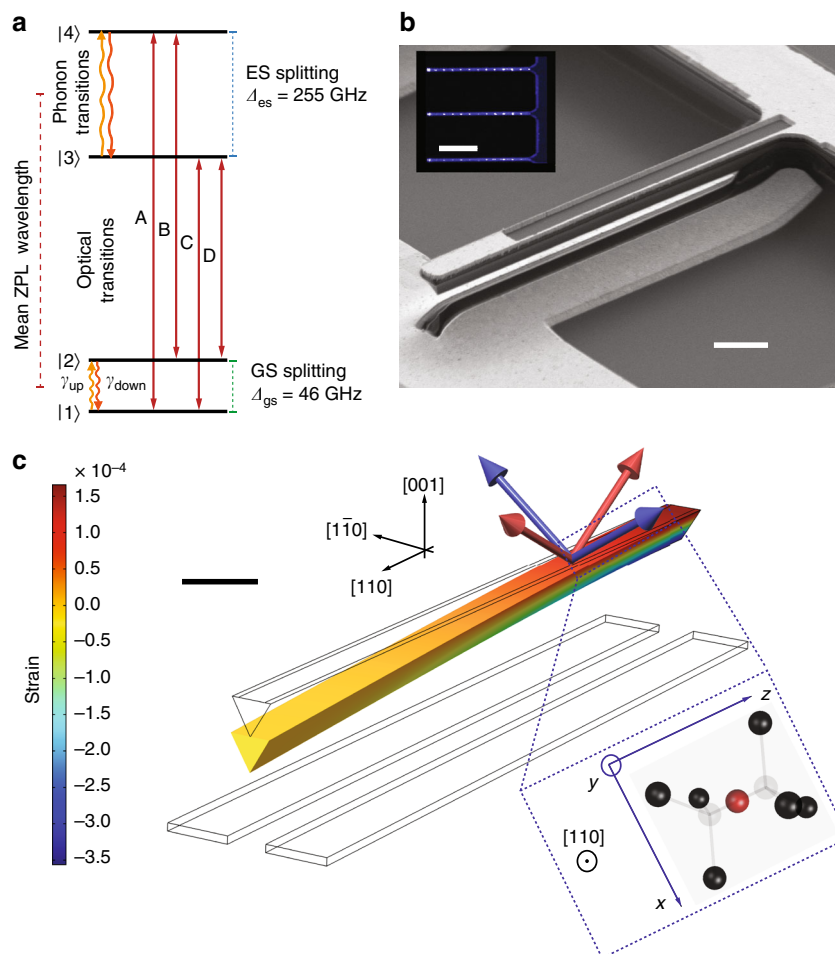 a
|4⟩
Phonon
transitions
ES splitting
Δes = 255 GHz
|3⟩
Mean ZPL wavelength
Optical
transitions
A
B
C
D
|2⟩
γup
γdown
GS splitting
Δgs = 46 GHz
|1⟩
b
c
× 10–4
1.5
1.0
0.5
0.0
–0.5
–1.0
–1.5
–2.0
–2.5
–3.0
–3.5
Strain
[001]
[11̄0]
[110]
z
y
[110]
x